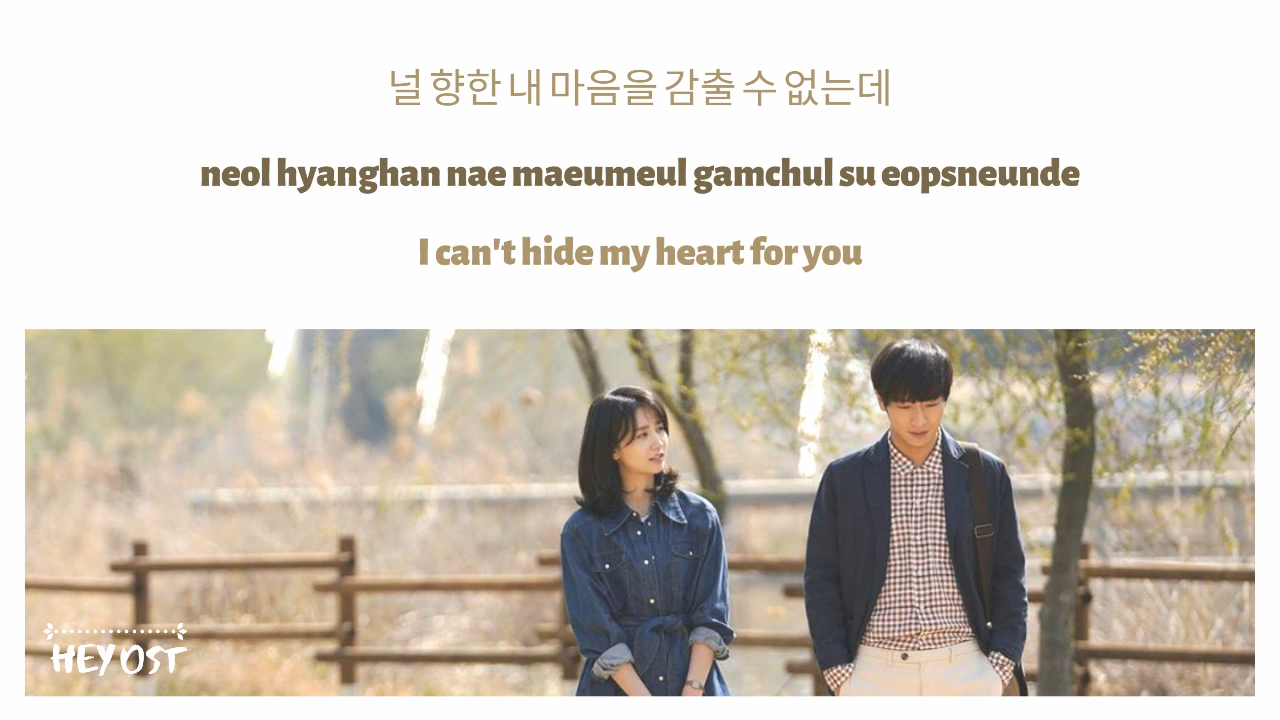 널 향한 내 마음을 감출 수 없는데
neol hyanghan nae maeumeul gamchul su eopsneunde
I can't hide my heart for you
HEY OST